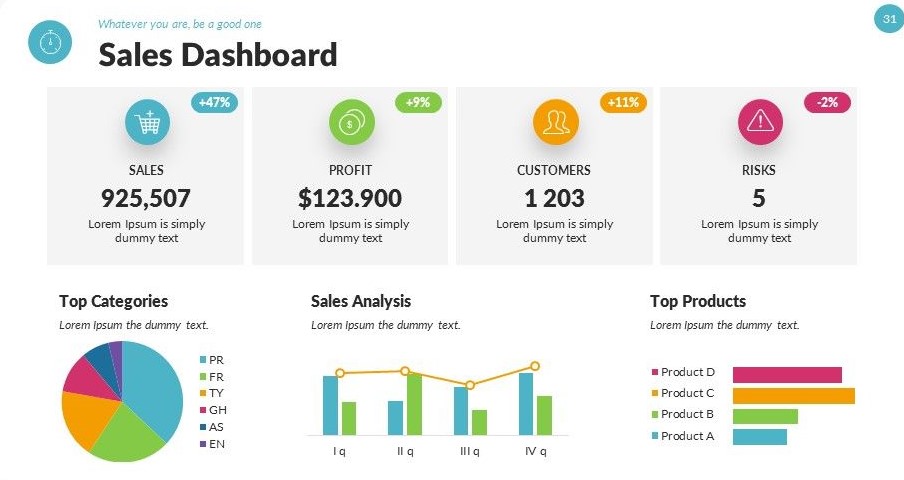 Whatever you are, be a good one
31
Sales Dashboard
+47%
SALES
925,507
Lorem Ipsum is simply
dummy text
+9%
$
PROFIT
$123.900
Lorem Ipsum is simply
dummy text
+11%
CUSTOMERS
1 203
Lorem Ipsum is simply
dummy text
-2%
!
RISKS
5
Lorem Ipsum is simply
dummy text
Top Categories
Lorem Ipsum the dummy text.
PR
FR
TY
GH
AS
EN
Sales Analysis
Lorem Ipsum the dummy text.
I q
II q
III q
IV q
Top Products
Lorem Ipsum the dummy text.
Product D
Product C
Product B
Product A